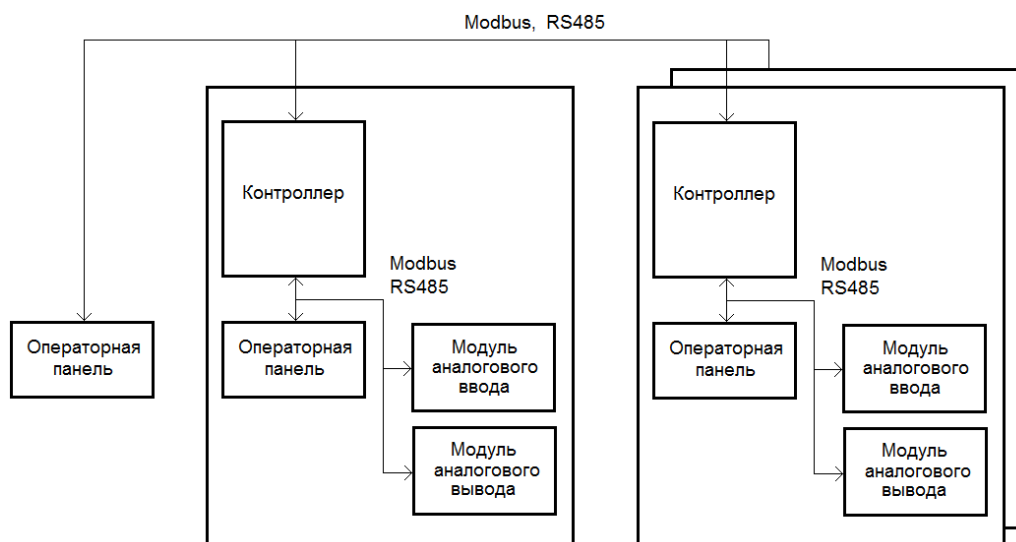 Modbus, RS485
Контроллер
Modbus
RS485
Операторная
панель
Модуль
аналогового
ввода
Модуль
аналогового
вывода
Контроллер
Modbus
RS485
Операторная
панель
Модуль
аналогового
ввода
Модуль
аналогового
вывода
Операторная
панель